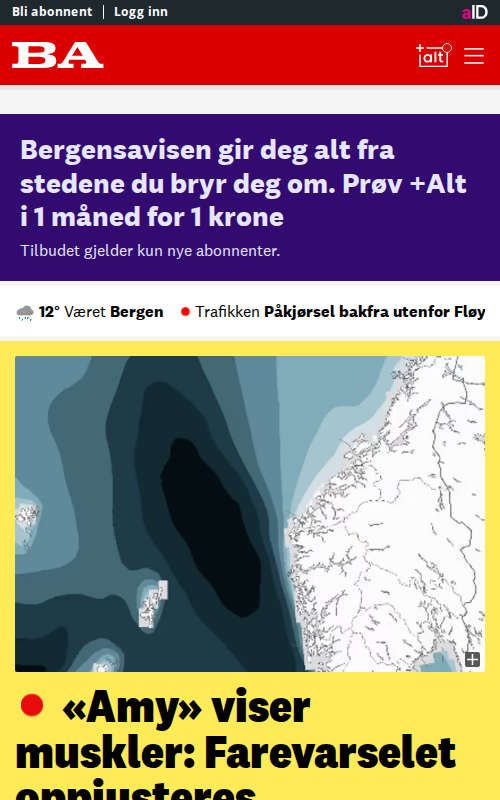 Bli abonnent | Logg inn
aID
BA
+alt
Bergensavisen gir deg alt fra
stedene du bryr deg om. Prøv +Alt
i 1 måned for 1 krone
Tilbudet gjelder kun nye abonnenter.
12° Været Bergen Trafikken Påkjørsel bakfra utenfor Fløy
«Amy» viser
muskler: Farevarselet
oppjusteres